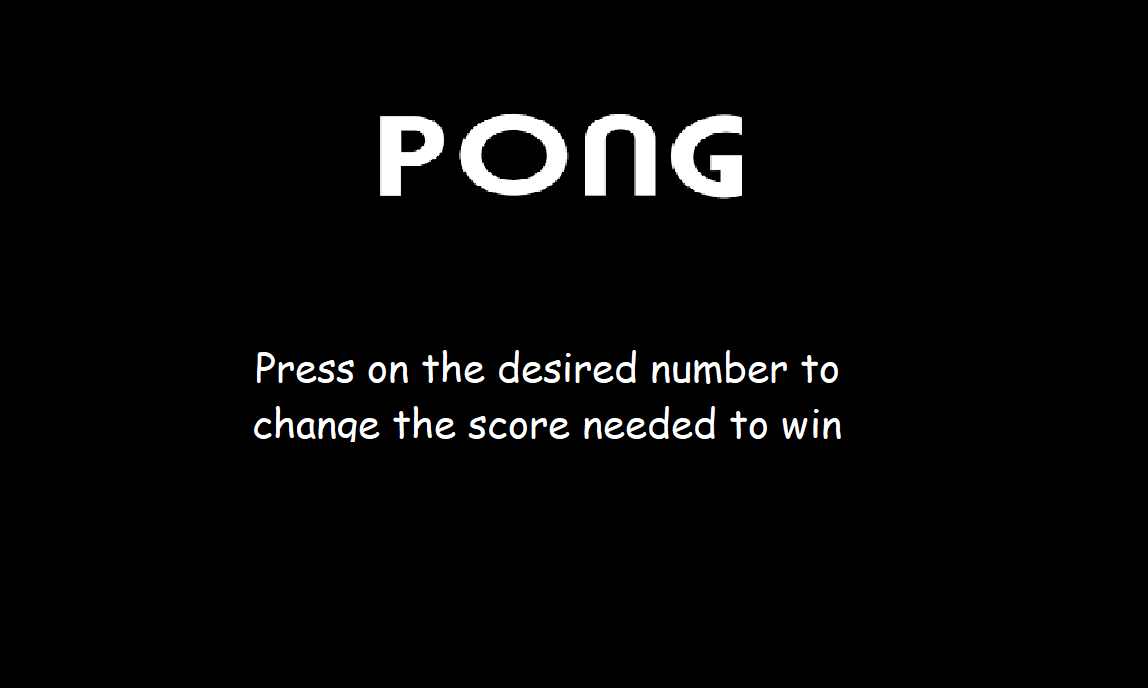 PONG
Press on the desired number to
change the score needed to win